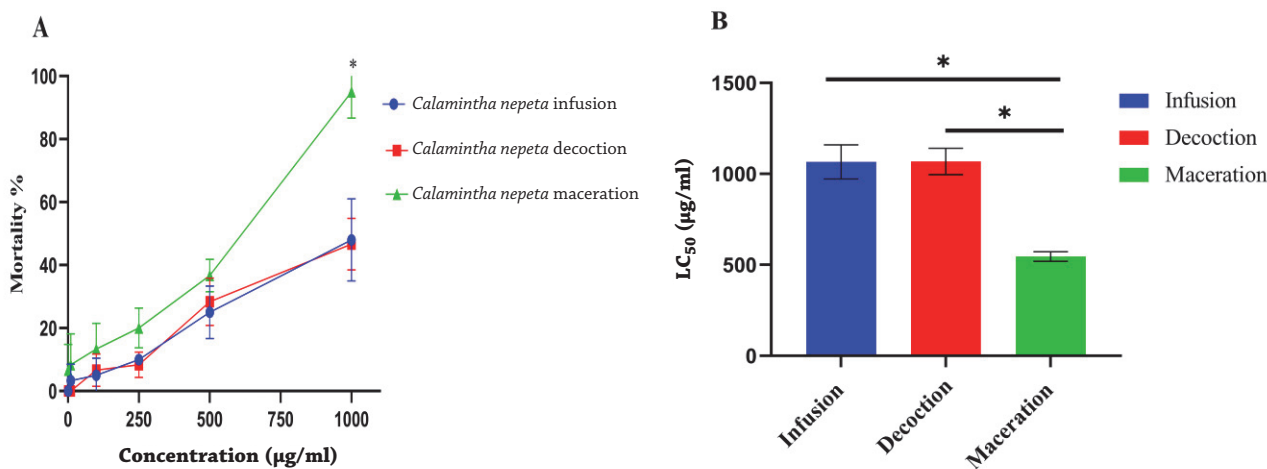 A
Mortality %
100
80
60
40
20
0
0
250
500
750
1000
Concentration (µg/ml)
*
Calamintha nepeta infusion
Calamintha nepeta decoction
Calamintha nepeta maceration
B
LC50 (µg/ml)
1500
1000
500
0
*
*
Infusion
Decoction
Maceration
Infusion
Decoction
Maceration